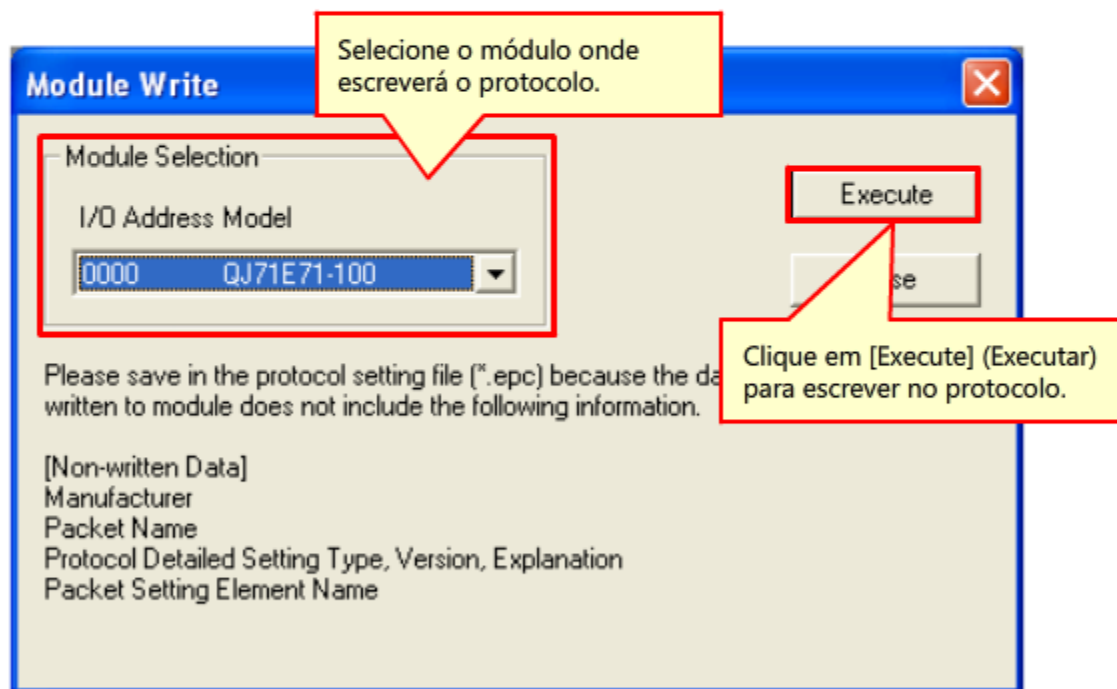 Selecione o módulo onde
escreverá o protocolo.
Module Write
Module Selection
I/O Address Model
0000 QJ71E71-100
Execute
Clique em [Execute] (Executar)
para escrever no protocolo.
Please save in the protocol setting file (*.epc) because the
written to module does not include the following information.
[Non-written Data]
Manufacturer
Packet Name
Protocol Detailed Setting Type, Version, Explanation
Packet Setting Element Name